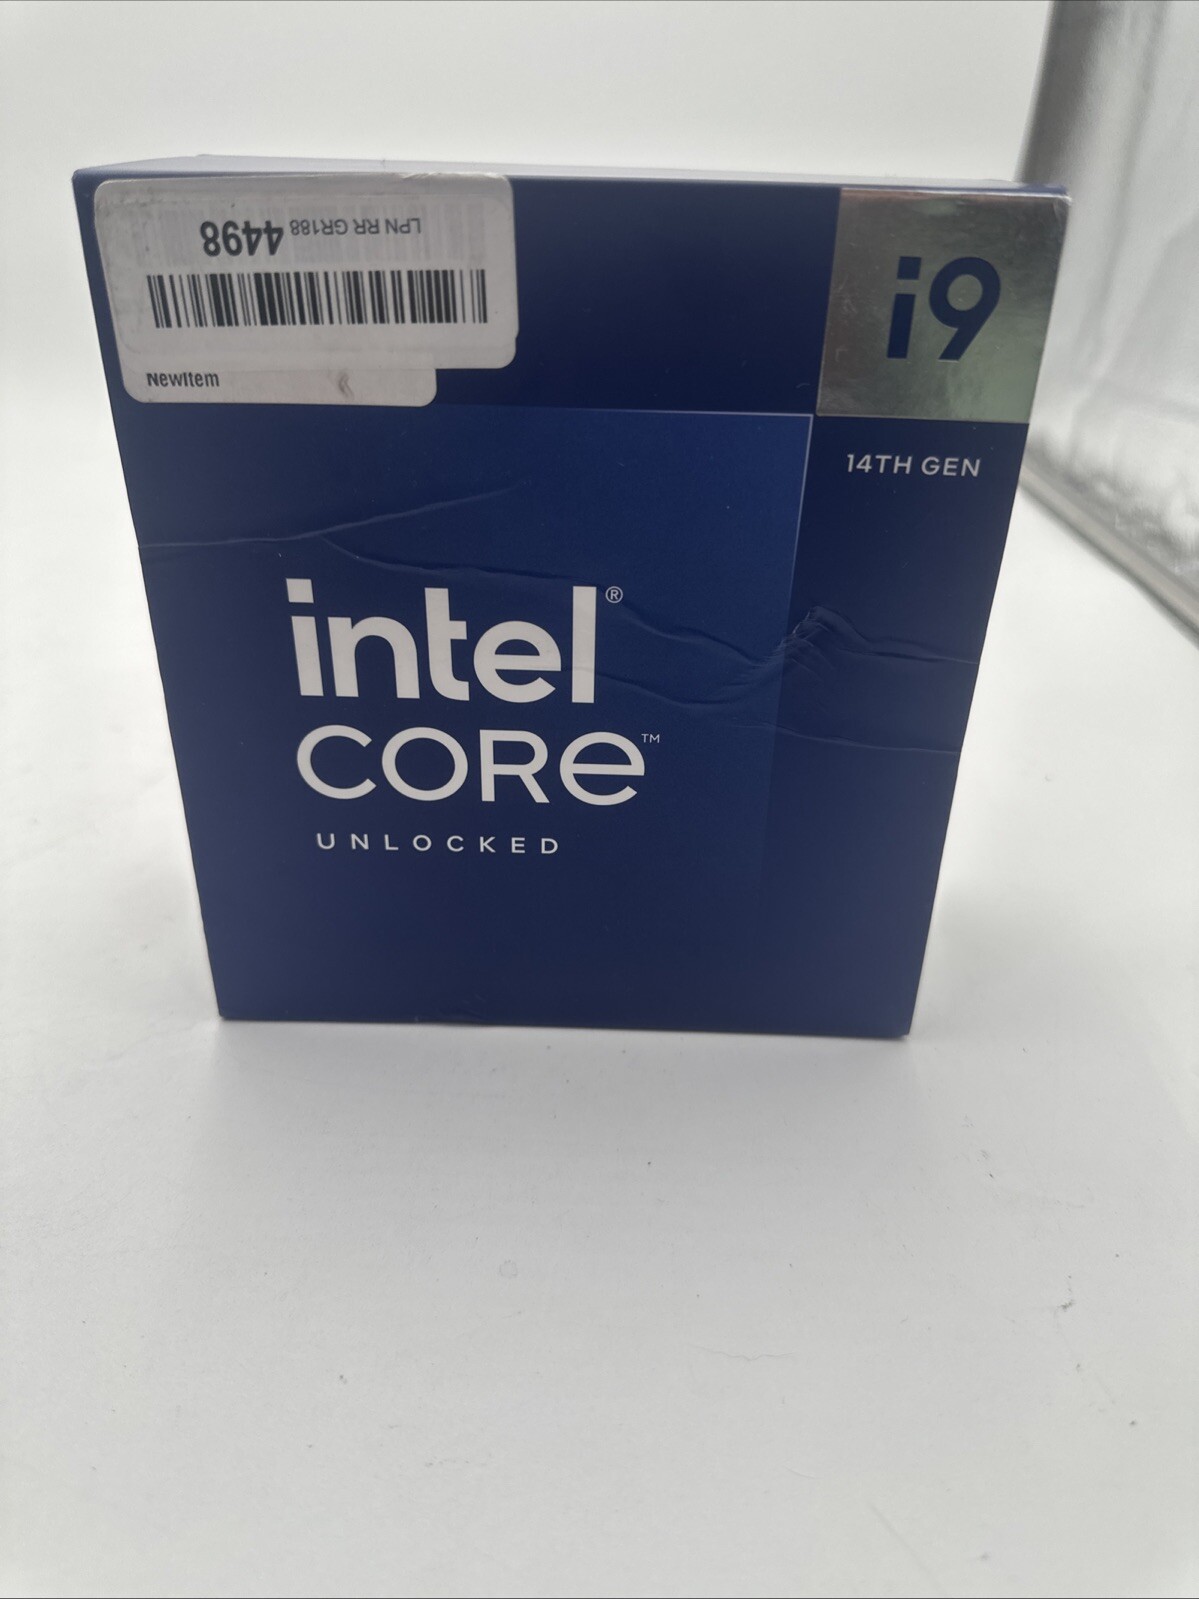 LPN RR GR188 4498
NewItem
i9
14TH GEN
intel®
CORe™
UNLOCKED